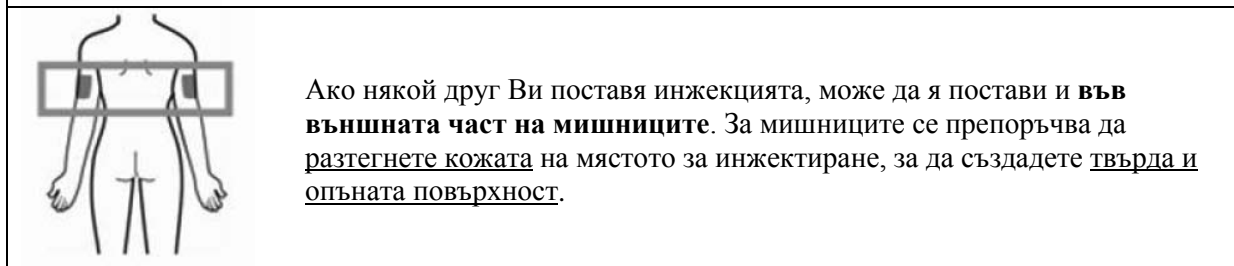 Ако някой друг Ви поставя инжекцията, може да я постави и във
външната част на мишниците. За мишниците се препоръчва да
разтегнете кожата на мястото за инжектиране, за да създадете твърда и
опъната повърхност.